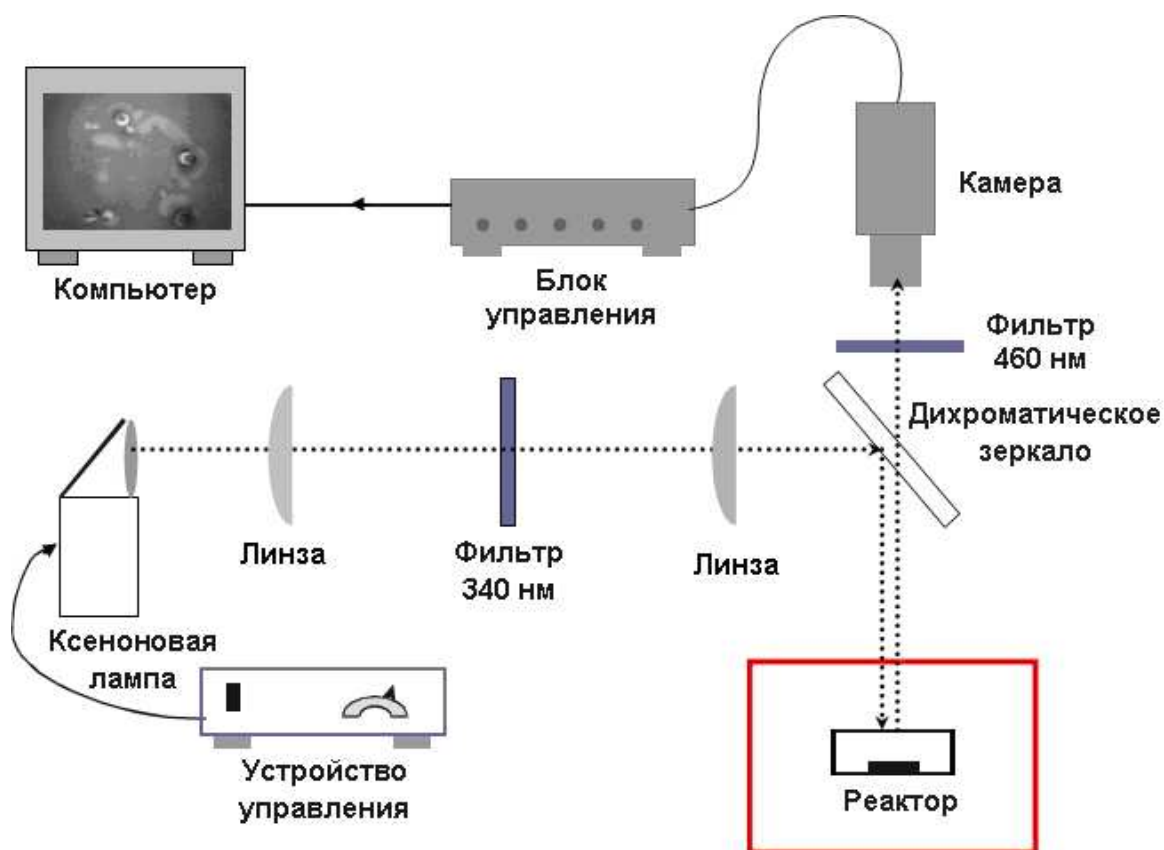 Камера
Компьютер
Блок
управления
Фильтр
460 нм
Дихроматическое
зеркало
Линза
Фильтр
340 нм
Линза
Ксеноновая
лампа
Устройство
управления
Реактор